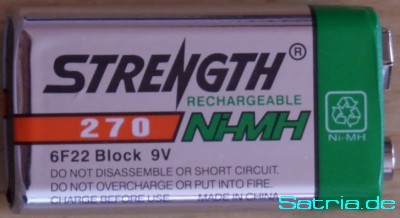 STRENGTH®
RECHARGEABLE
270 Ni-MH
Ni-MH
6F22 Block 9V
DO NOT DISASSEMBLE OR SHORT CIRCUIT.
DO NOT OVERCHARGE OR PUT INTO FIRE.
CHARGE BEFORE USE MADE IN CHINA
Satria.de